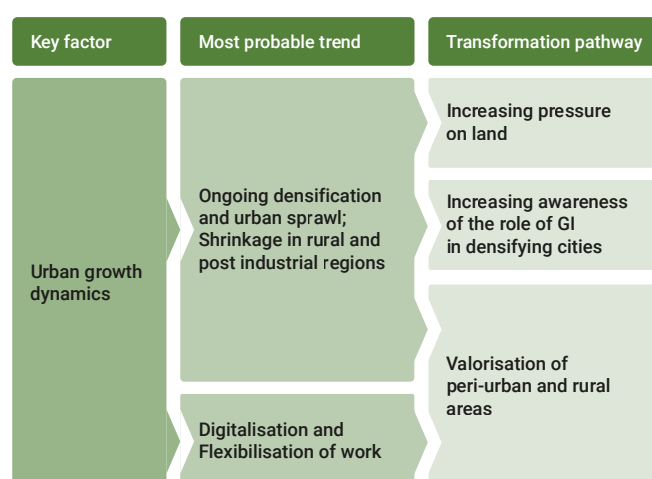 Key factor
Most probable trend
Transformation pathway
Urban growth
dynamics
Ongoing densification
and urban sprawl;
Shrinkage in rural and
post industrial regions
Digitalisation and
Flexibilisation of work
Increasing pressure
on land
Increasing awareness
of the role of GI
in densifying cities
Valorisation of
peri-urban and rural
areas